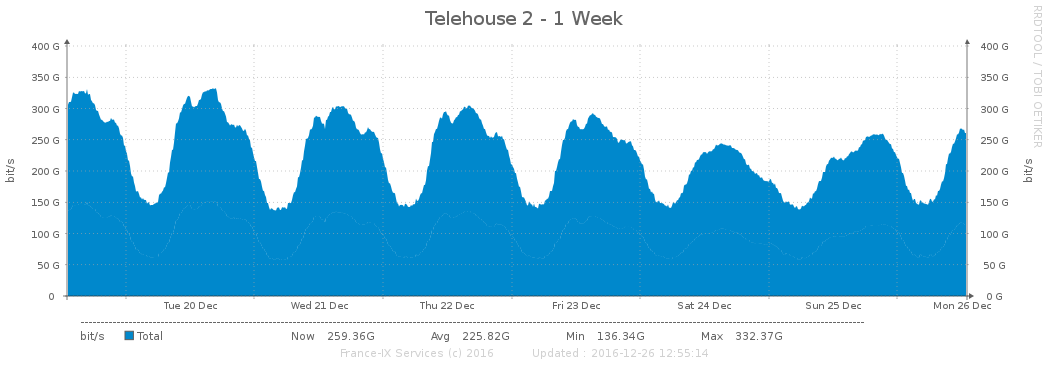 Telehouse 2 - 1 Week
RRDTOOL / TOBI OETIKER
400 G 400 G
350 G 350 G
300 G 300 G
250 G 250 G
200 G 200 G
150 G 150 G
100 G 100 G
50 G 50 G
0 0 G
bit/s bit/s
Tue 20 Dec Wed 21 Dec Thu 22 Dec Fri 23 Dec Sat 24 Dec Sun 25 Dec Mon 26 Dec
bit/s Total Now 259.36G Avg 225.82G Min 136.34G Max 332.37G
France-IX Services (c) 2016 Updated : 2016-12-26 12:55:14